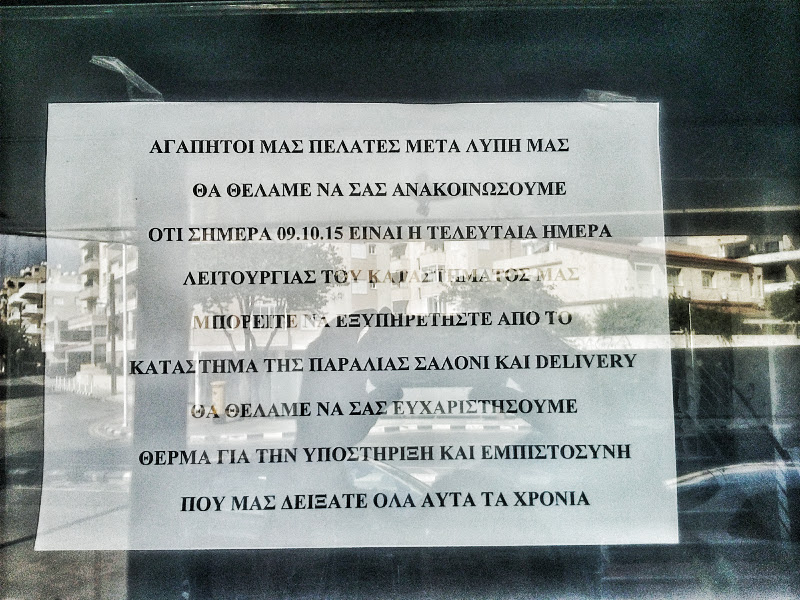 ΑΓΑΠΗΤΟΙ ΜΑΣ ΠΕΛΑΤΕΣ ΜΕΤΑ ΛΥΠΗ ΜΑΣ
ΘΑ ΘΕΛΑΜΕ ΝΑ ΣΑΣ ΑΝΑΚΟΙΝΩΣΟΥΜΕ
ΟΤΙ ΣΗΜΕΡΑ 09.10.15 ΕΙΝΑΙ Η ΤΕΛΕΥΤΑΙΑ ΗΜΕΡΑ
ΛΕΙΤΟΥΡΓΙΑΣ ΤΟΥ ΚΑΤΑΣΤΗΜΑΤΟΣ ΜΑΣ
ΜΠΟΡΕΙΤΕ ΝΑ ΕΞΥΠΗΡΕΤΗΣΤΕ ΑΠΟ ΤΟ
ΚΑΤΑΣΤΗΜΑ ΤΗΣ ΠΑΡΑΛΙΑΣ ΣΑΛΟΝΙ ΚΑΙ DELIVERY
ΘΑ ΘΕΛΑΜΕ ΝΑ ΣΑΣ ΕΥΧΑΡΙΣΤΗΣΟΥΜΕ
ΘΕΡΜΑ ΓΙΑ ΤΗΝ ΥΠΟΣΤΗΡΙΞΗ ΚΑΙ ΕΜΠΙΣΤΟΣΥΝΗ
ΠΟΥ ΜΑΣ ΔΕΙΞΑΤΕ ΟΛΑ ΑΥΤΑ ΤΑ ΧΡΟΝΙΑ